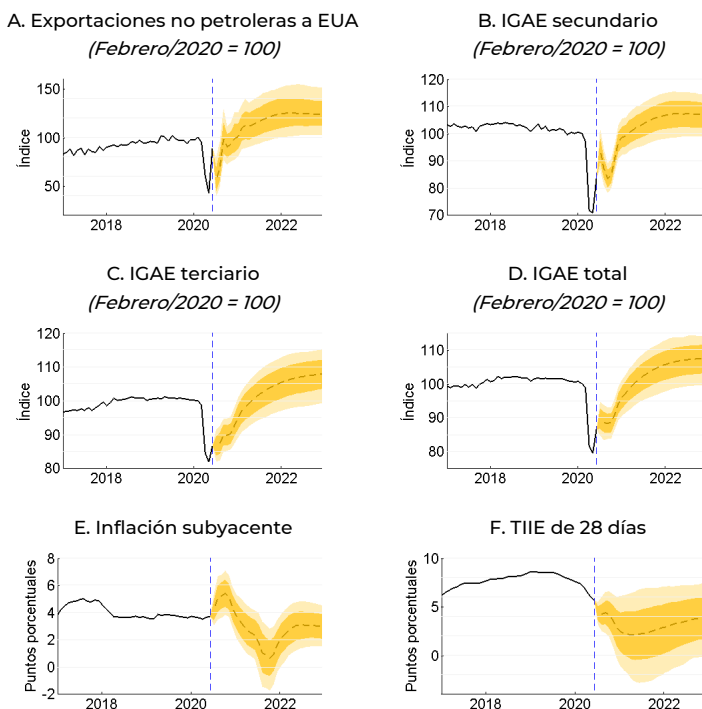 A. Exportaciones no petroleras a EUA
(Febrero/2020 = 100)
Índice
150
100
50
2018
2020
2022
B. IGAE secundario
(Febrero/2020 = 100)
Índice
120
110
100
90
80
70
2018
2020
2022
C. IGAE terciario
(Febrero/2020 = 100)
Índice
120
110
100
90
80
2018
2020
2022
D. IGAE total
(Febrero/2020 = 100)
Índice
110
100
90
80
2018
2020
2022
E. Inflación subyacente
Puntos porcentuales
8
6
4
2
0
-2
2018
2020
2022
F. TIIE de 28 días
Puntos porcentuales
10
5
0
2018
2020
2022